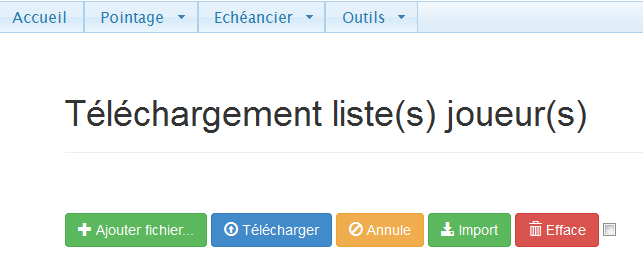 Accueil Pointage Echéancier Outils
Téléchargement liste(s) joueur(s)
Ajouter fichier... Télécharger Annule Import Efface